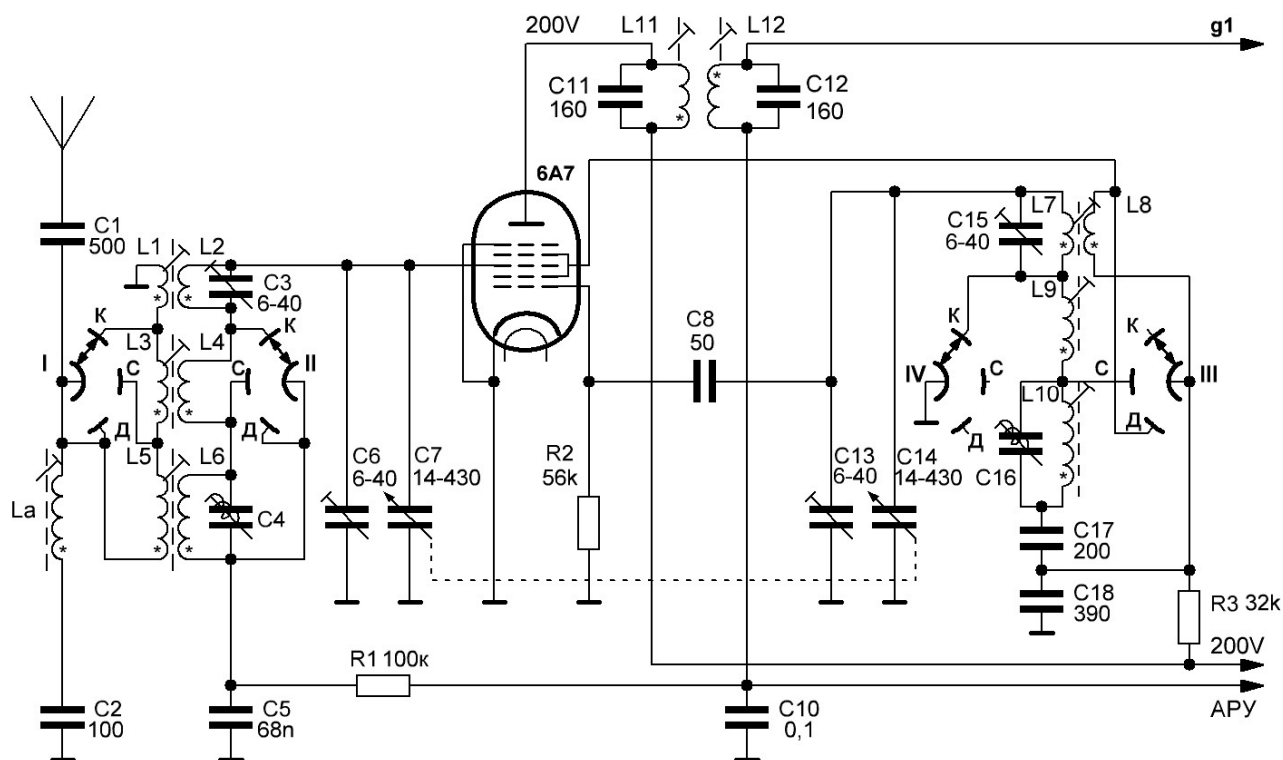 200V
L11
L12
g1
C11
160
C12
160
6A7
C1
500
L1
L2
C3
6-40
К
К
L3
L4
I
II
С
С
Д
Д
L5
L6
La
C4
C6
6-40
C7
14-430
R2
56k
C8
50
C13
6-40
C14
14-430
C15
6-40
L7
L8
L9
К
К
IV
III
С
С
L10
Д
Д
C16
C17
200
C18
390
R3 32k
200V
R1 100к
АРУ
C2
100
C5
68n
C10
0,1